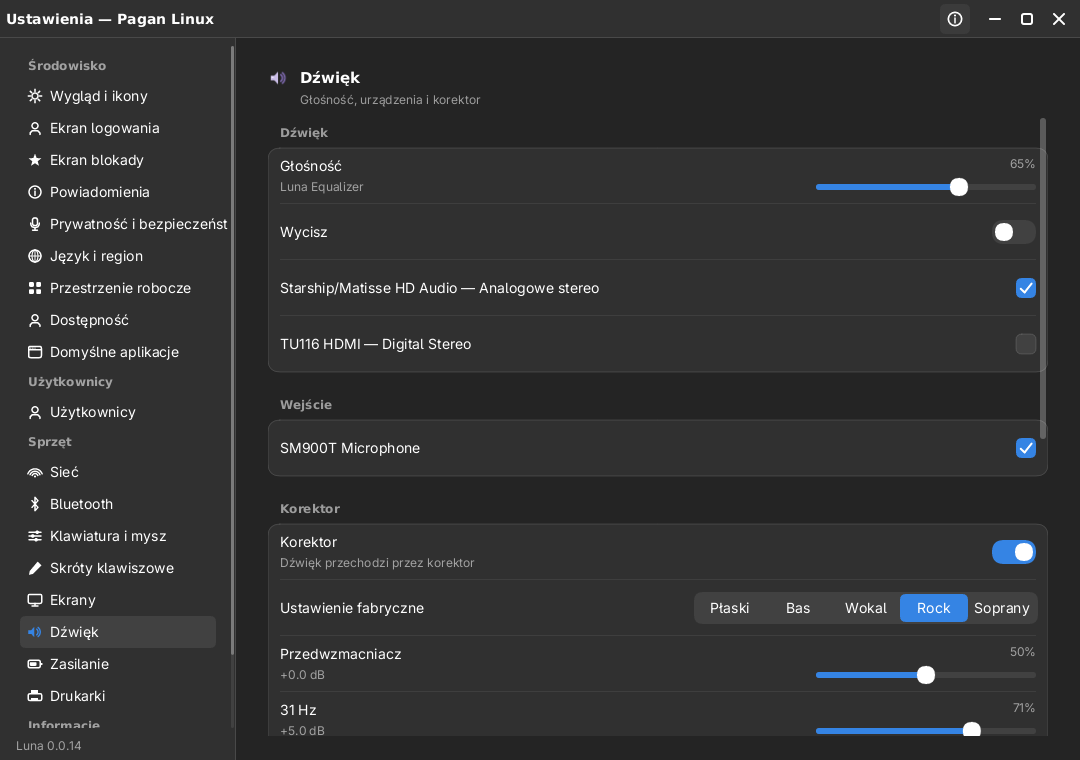 Ustawienia — Pagan Linux
Środowisko
Wygląd i ikony
Ekran logowania
Ekran blokady
Powiadomienia
Prywatność i bezpieczeńst
Język i region
Przestrzenie robocze
Dostępność
Domyślne aplikacje
Użytkownicy
Użytkownicy
Sprzęt
Sieć
Bluetooth
Klawiatura i mysz
Skróty klawiszowe
Ekrany
Dźwięk
Zasilanie
Drukarki
Informacje
Luna 0.0.14
Dźwięk
Głośność, urządzenia i korektor
Dźwięk
Głośność
65%
Luna Equalizer
Wycisz
Starship/Matisse HD Audio — Analogowe stereo
TU116 HDMI — Digital Stereo
Wejście
SM900T Microphone
Korektor
Korektor
Dźwięk przechodzi przez korektor
Ustawienie fabryczne Płaski Bas Wokal Rock Soprany
Przedwzmacniacz
50%
+0.0 dB
31 Hz
71%
+5.0 dB